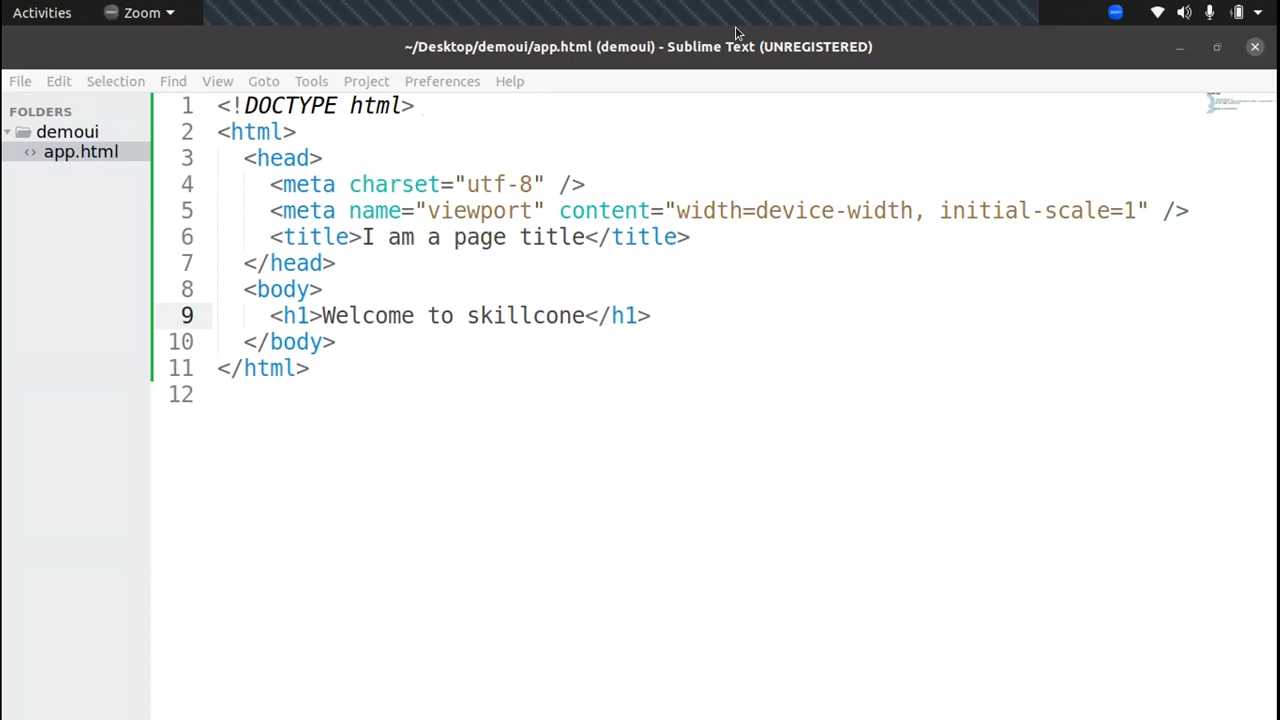 Activities Zoom
~/Desktop/demoui/app.html (demoui) - Sublime Text (UNREGISTERED)
File Edit Selection Find View Goto Tools Project Preferences Help
FOLDERS
demoui
app.html
1 <!DOCTYPE html>
2 <html>
3 <head>
4 <meta charset="utf-8" />
5 <meta name="viewport" content="width=device-width, initial-scale=1" />
6 <title>I am a page title</title>
7 </head>
8 <body>
9 <h1>Welcome to skillcone</h1>
10 </body>
11 </html>
12